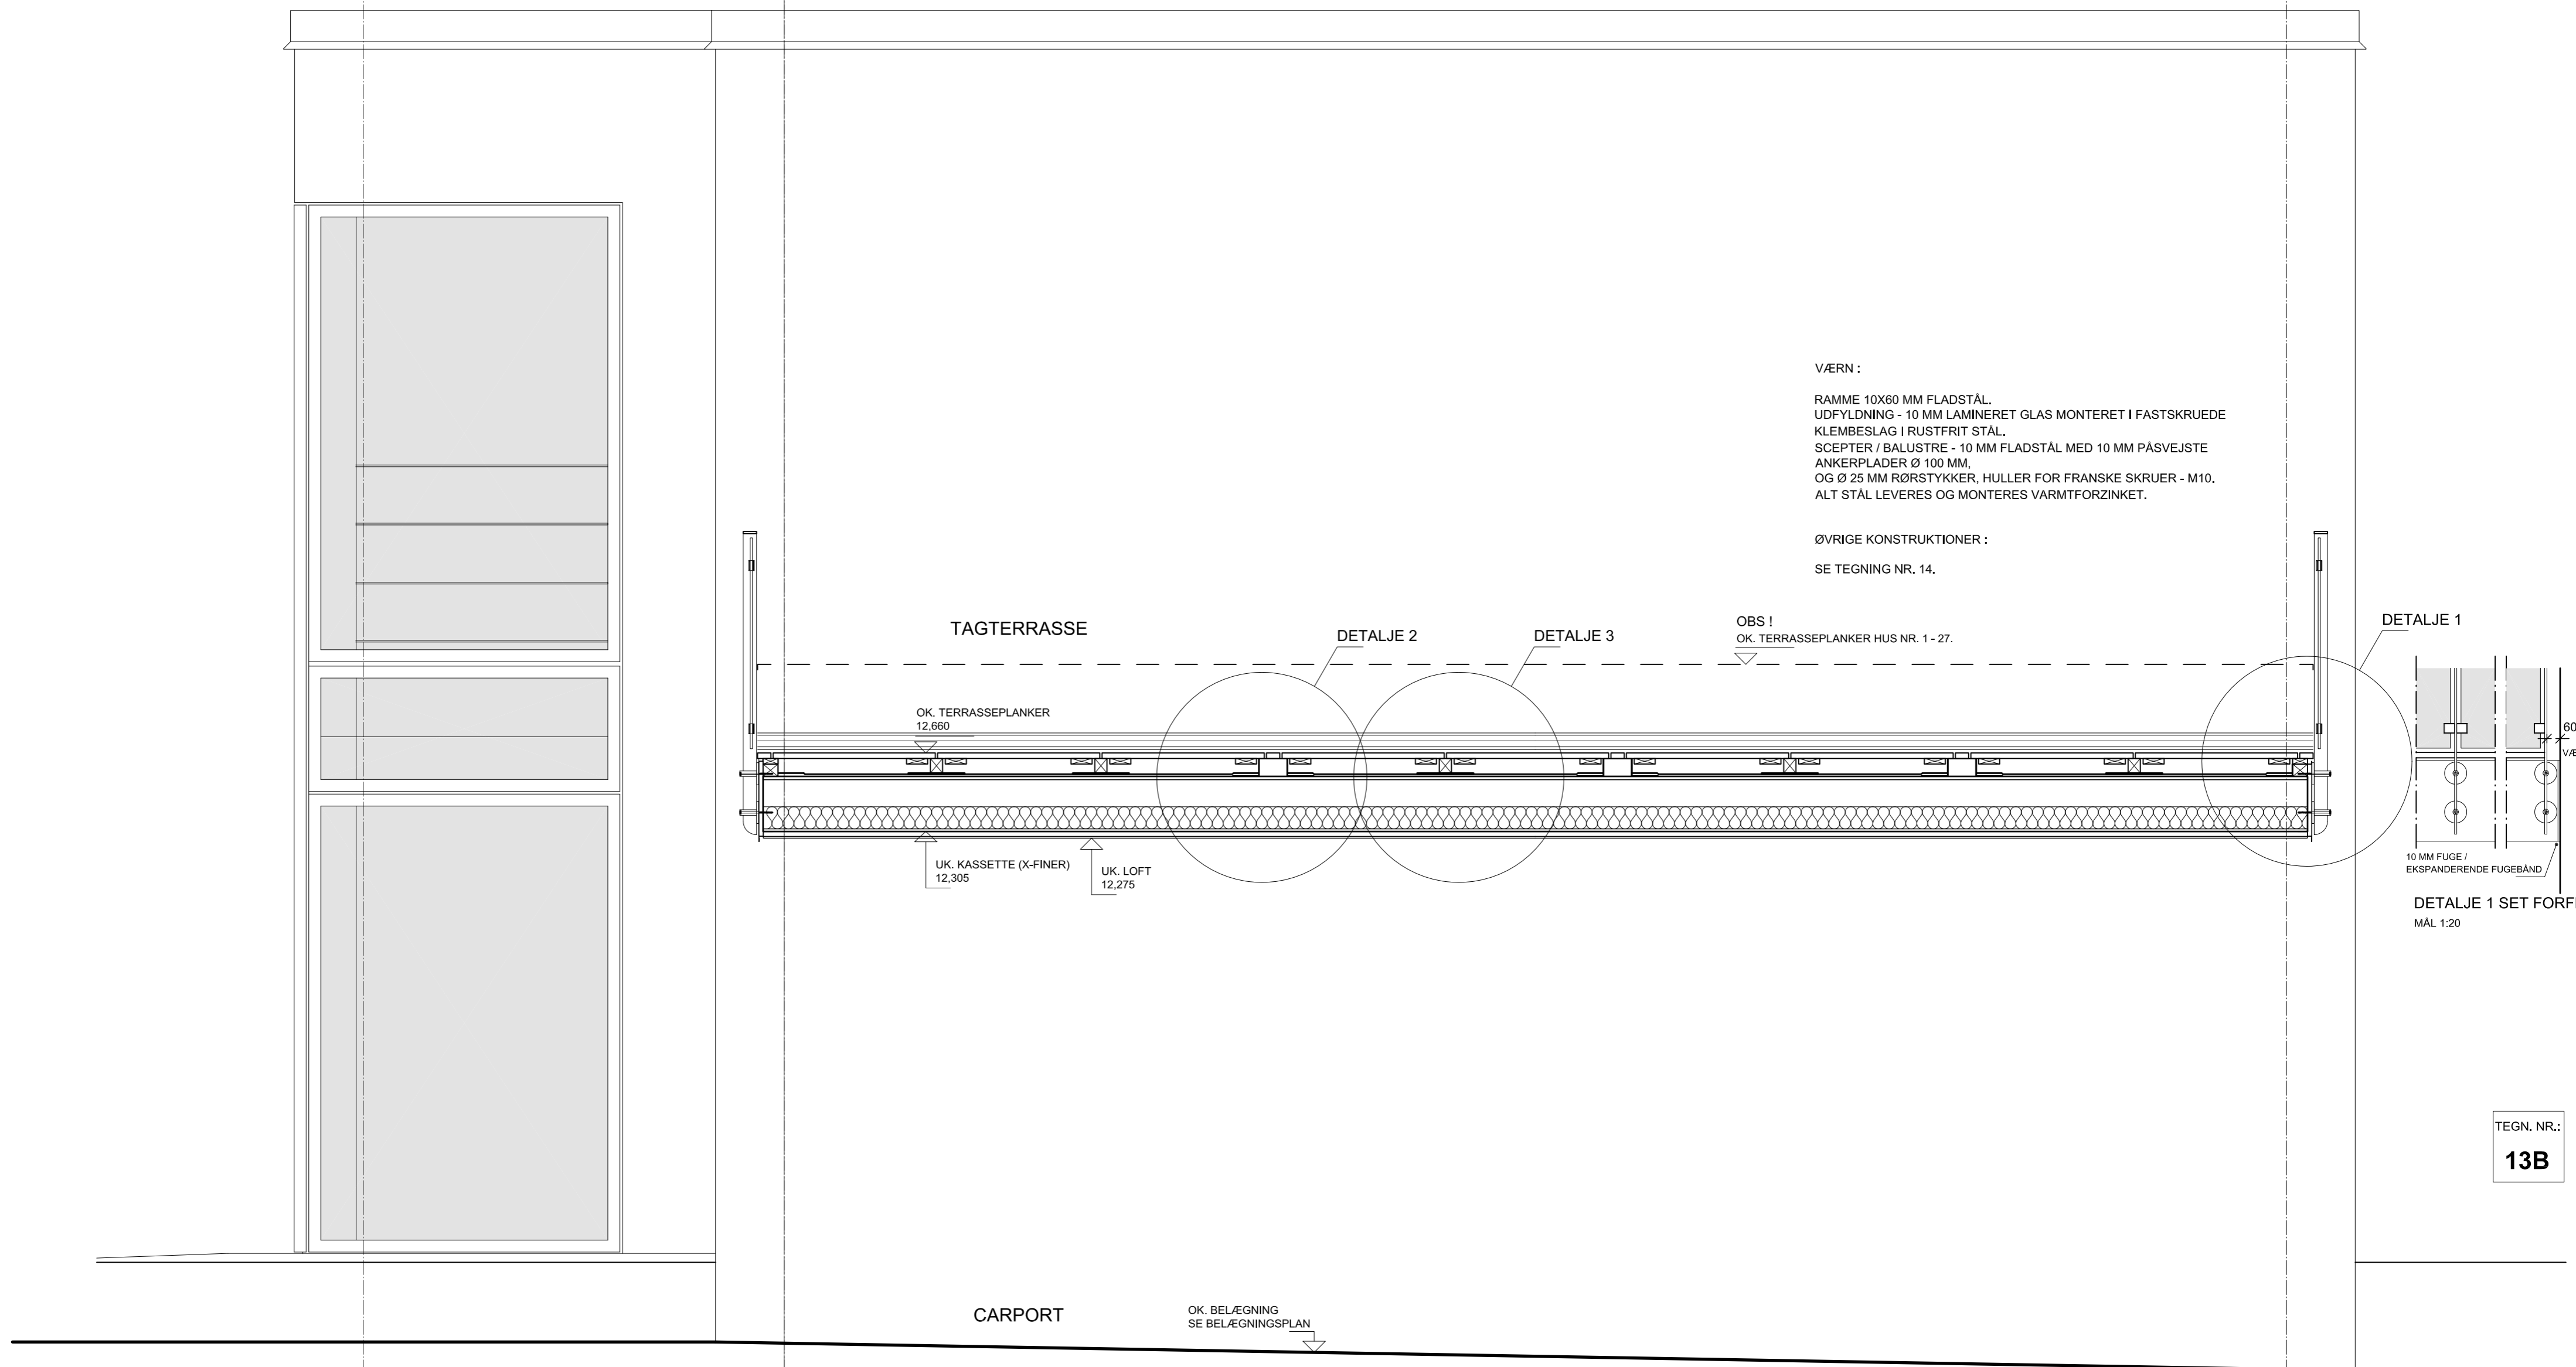 VÆRN :
RAMME 10X60 MM FLADSTÅL.
UDFYLDNING - 10 MM LAMINERET GLAS MONTERET I FASTSKRUEDE
KLEMBESLAG I RUSTFRIT STÅL.
SCEPTER / BALUSTRE - 10 MM FLADSTÅL MED 10 MM PÅSVEJSTE
ANKERPLADER Ø 100 MM,
OG Ø 25 MM RØRSTYKKER, HULLER FOR FRANSKE SKRUER - M10.
ALT STÅL LEVERES OG MONTERES VARMTFORZINKET.
ØVRIGE KONSTRUKTIONER :
SE TEGNING NR. 14.
TAGTERRASSE
DETALJE 2
DETALJE 3
OBS !
OK. TERRASSEPLANKER HUS NR. 1 - 27.
DETALJE 1
OK. TERRASSEPLANKER
12,660
UK. KASSETTE (X-FINER)
12,305
UK. LOFT
12,275
60
VÆ
10 MM FUGE /
EKSPANDERENDE FUGEBÅND
DETALJE 1 SET FORF
MÅL 1:20
TEGN. NR.:
13B
CARPORT
OK. BELÆGNING
SE BELÆGNINGSPLAN